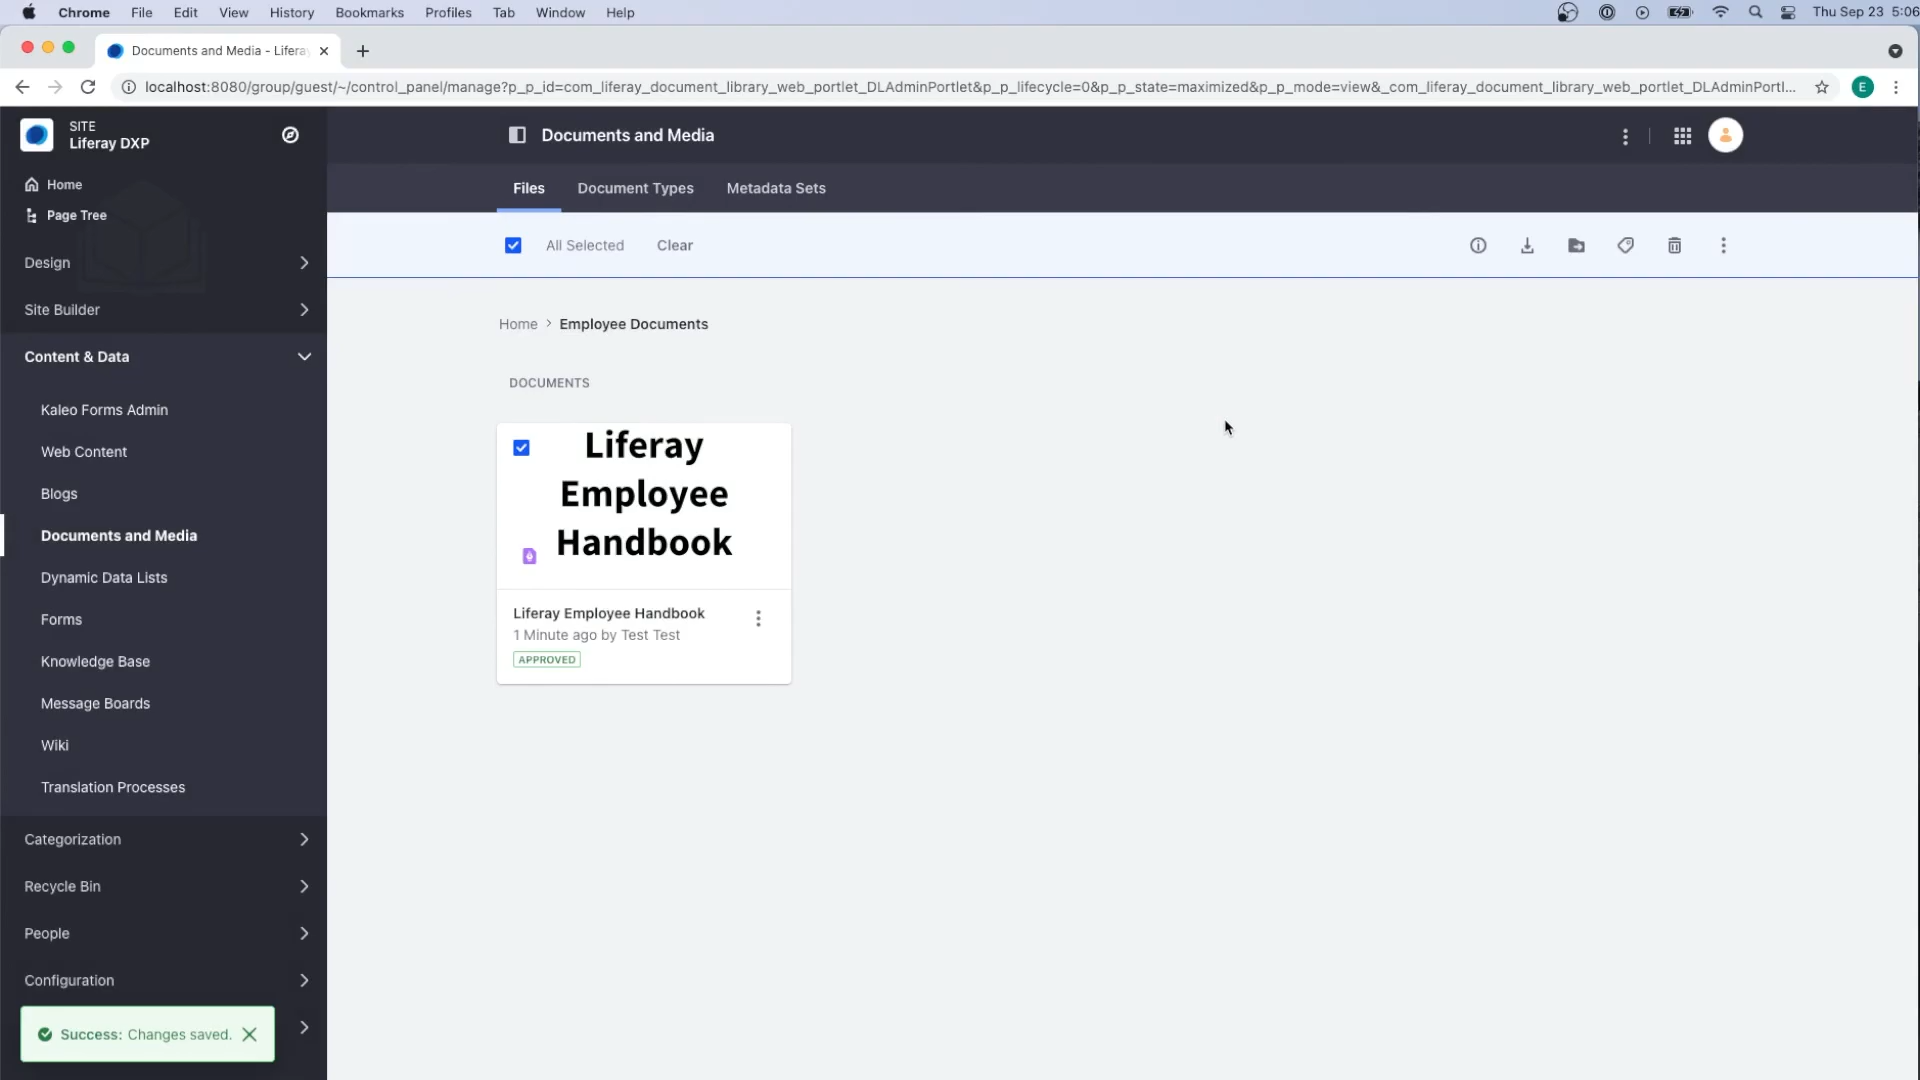 Chrome File Edit View History Bookmarks Profiles Tab Window Help Thu Sep 23 5:06
Documents and Media - Lifera
localhost:8080/group/guest/~/control_panel/manage?p_p_id=com_liferay_document_library_web_portlet_DLAdminPortlet&p_p_lifecycle=0&p_p_state=maximized&p_p_mode=view&_com_liferay_document_library_web_portlet_DLAdminPortl... E
SITE
Liferay DXP
Documents and Media
Home
Page Tree
Files Document Types Metadata Sets
All Selected Clear
Design
Site Builder
Content & Data
Kaleo Forms Admin
Web Content
Blogs
Documents and Media
Dynamic Data Lists
Forms
Knowledge Base
Message Boards
Wiki
Translation Processes
Categorization
Recycle Bin
People
Configuration
Success: Changes saved.
Home > Employee Documents
DOCUMENTS
Liferay
Employee
Handbook
Liferay Employee Handbook
1 Minute ago by Test Test
APPROVED